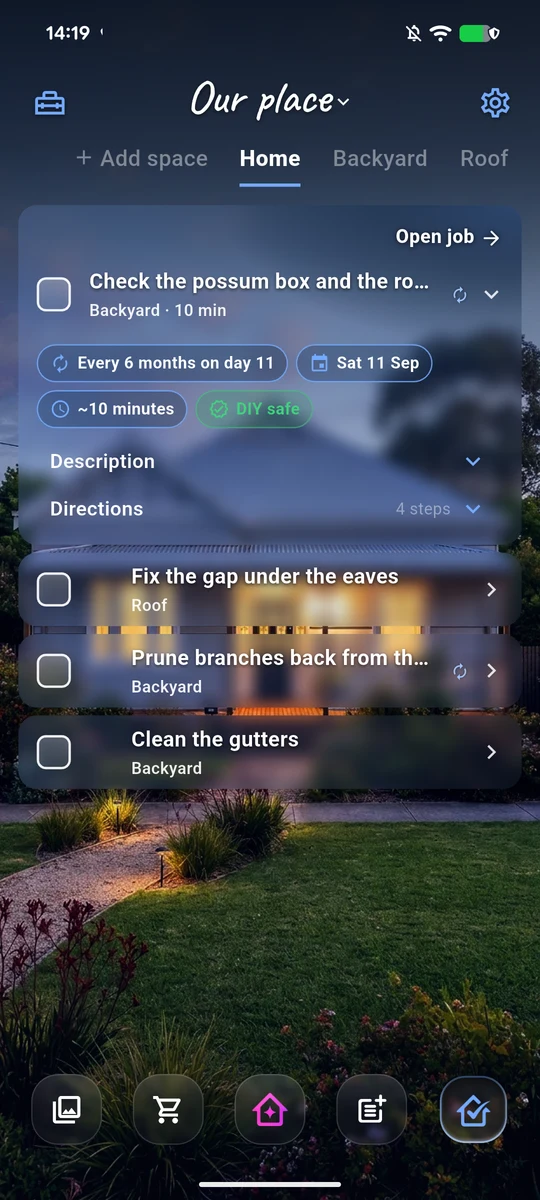 14:19
Our place
+ Add space Home Backyard Roof
Open job →
Check the possum box and the ro...
Backyard · 10 min
Every 6 months on day 11
Sat 11 Sep
~10 minutes
DIY safe
Description
Directions 4 steps
Fix the gap under the eaves
Roof
Prune branches back from th...
Backyard
Clean the gutters
Backyard